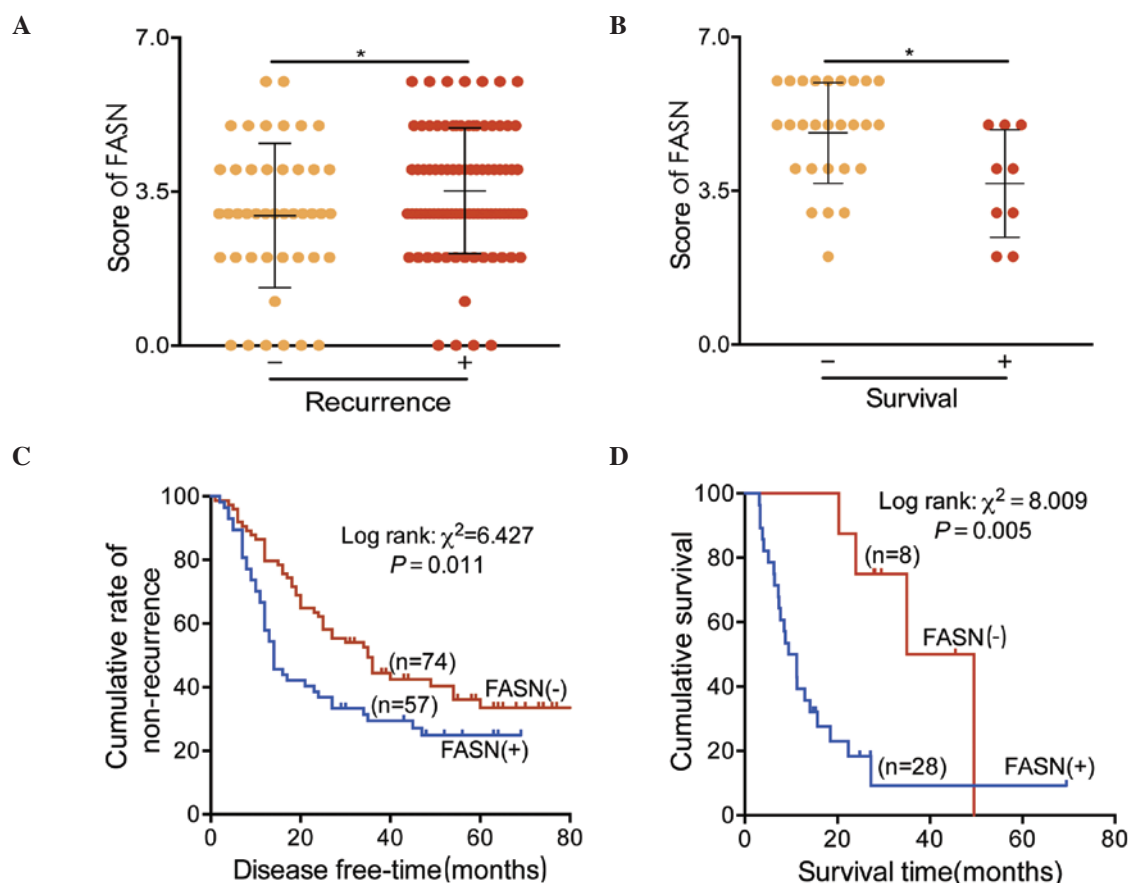 A
7.0
3.5
0.0
Score of FASN
*
− +
Recurrence
B
7.0
3.5
0.0
Score of FASN
*
− +
Survival
C
100
80
60
40
20
0
Cumulative rate of
non-recurrence
Log rank: χ²=6.427
P = 0.011
(n=74)
FASN(-)
(n=57)
FASN(+)
0 20 40 60 80
Disease free-time(months)
D
100
80
60
40
20
0
Cumulative survival
Log rank: χ² = 8.009
P = 0.005
(n=8)
FASN(-)
(n=28)
FASN(+)
0 20 40 60 80
Survival time(months)